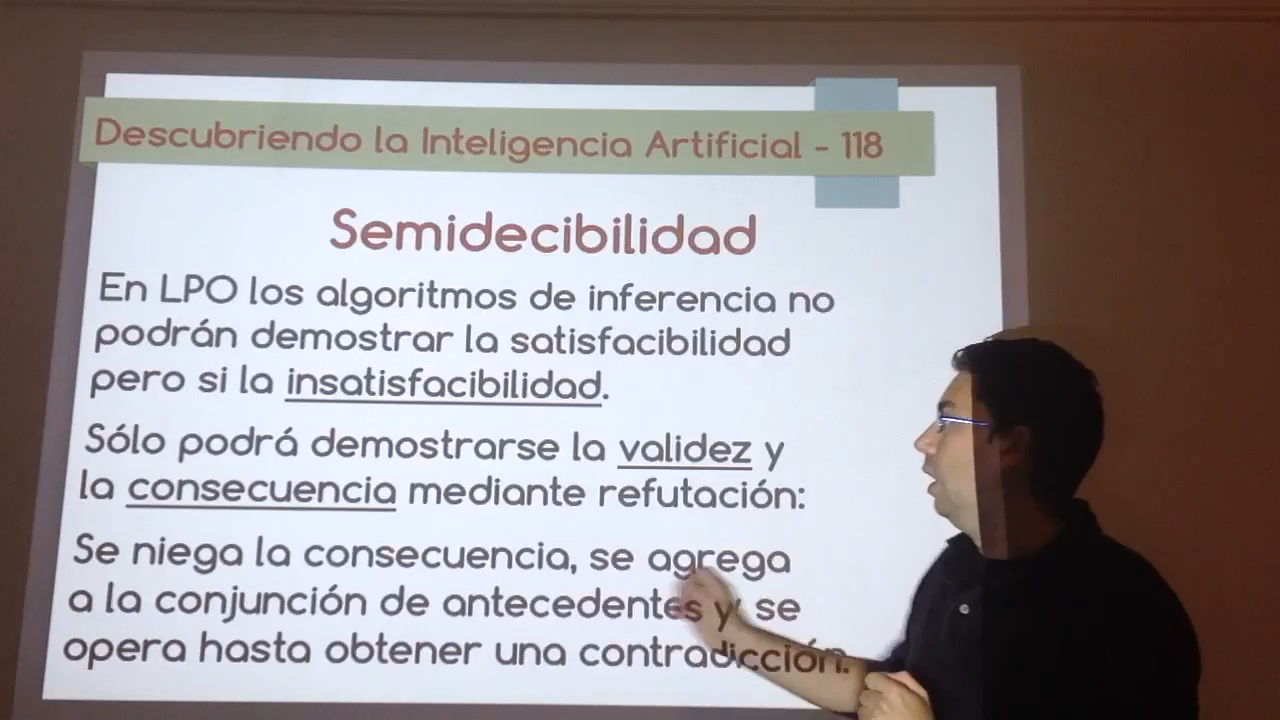 Descubriendo la Inteligencia Artificial - 118
Semidecibilidad
En LPO los algoritmos de inferencia no
podrán demostrar la satisfacibilidad
pero si la insatisfacibilidad.
Sólo podrá demostrarse la validez y
la consecuencia mediante refutación:
Se niega la consecuencia, se agrega
a la conjunción de antecedentes y se
opera hasta obtener una contradicción.